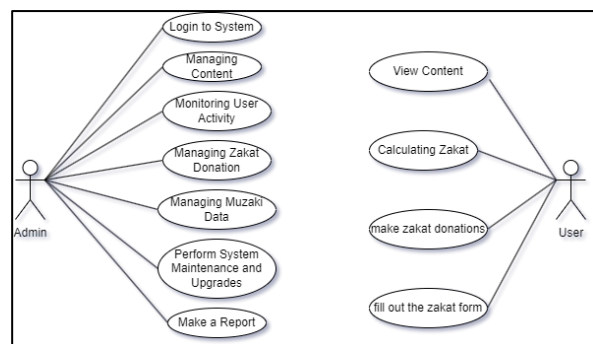 Login to System
Managing
Content
Monitoring User
Activity
Managing Zakat
Donation
Managing Muzaki
Data
Perform System
Maintenance and
Upgrades
Make a Report
Admin
View Content
Calculating Zakat
make zakat donations
fill out the zakat form
User